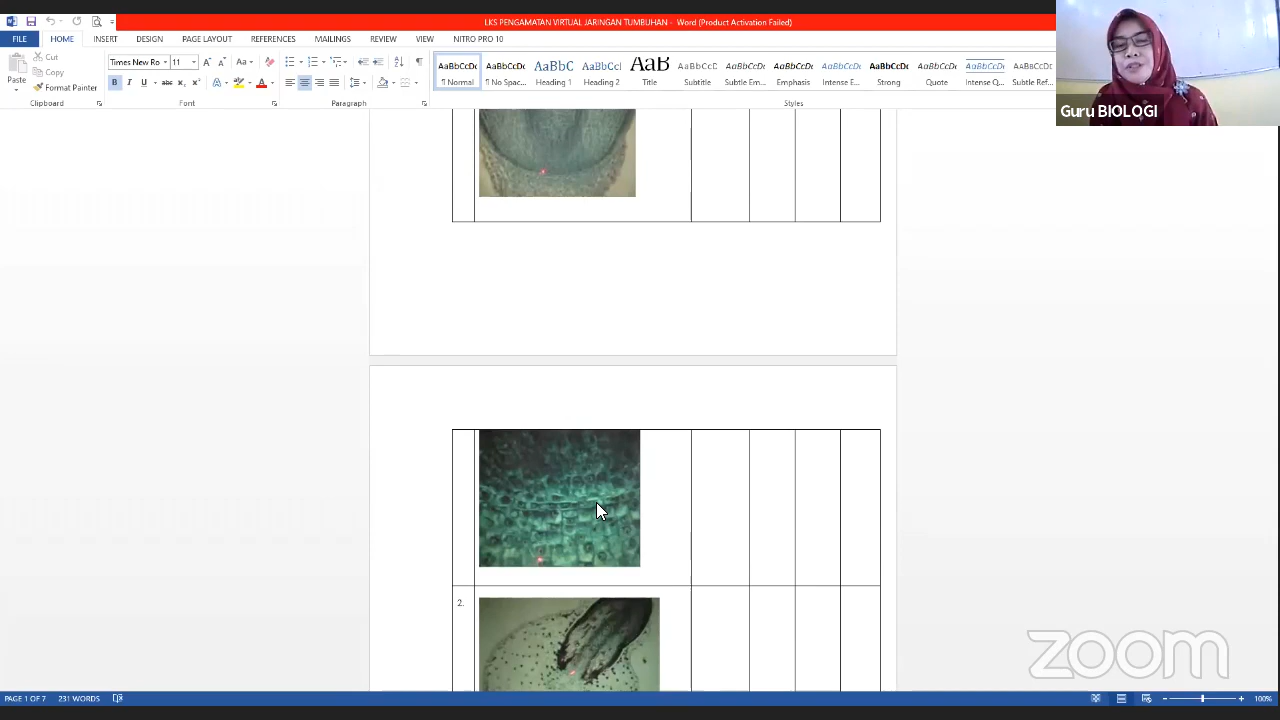 LKS PENGAMATAN VIRTUAL JARINGAN TUMBUHAN - Word (Product Activation Failed)
FILE HOME INSERT DESIGN PAGE LAYOUT REFERENCES MAILINGS REVIEW VIEW NITRO PRO 10
Cut
Copy
Format Painter
Paste
Clipboard
Times New Ro 11
Font
Paragraph
AaBbCcDc AaBbCcDc AaBbC AaBbCcI AaB AaBbCcC AaBbCcDc AaBbCcDc AaBbCcDc AaBbCcDc AaBbCcDc AaBbCcDc AaBbCcDc
¶ Normal ¶ No Spac... Heading 1 Heading 2 Title Subtitle Subtle Em... Emphasis Intense E... Strong Quote Intense Q... Subtle Ref...
Styles
Guru BIOLOGI
2.
zoom
PAGE 1 OF 7 231 WORDS
100%